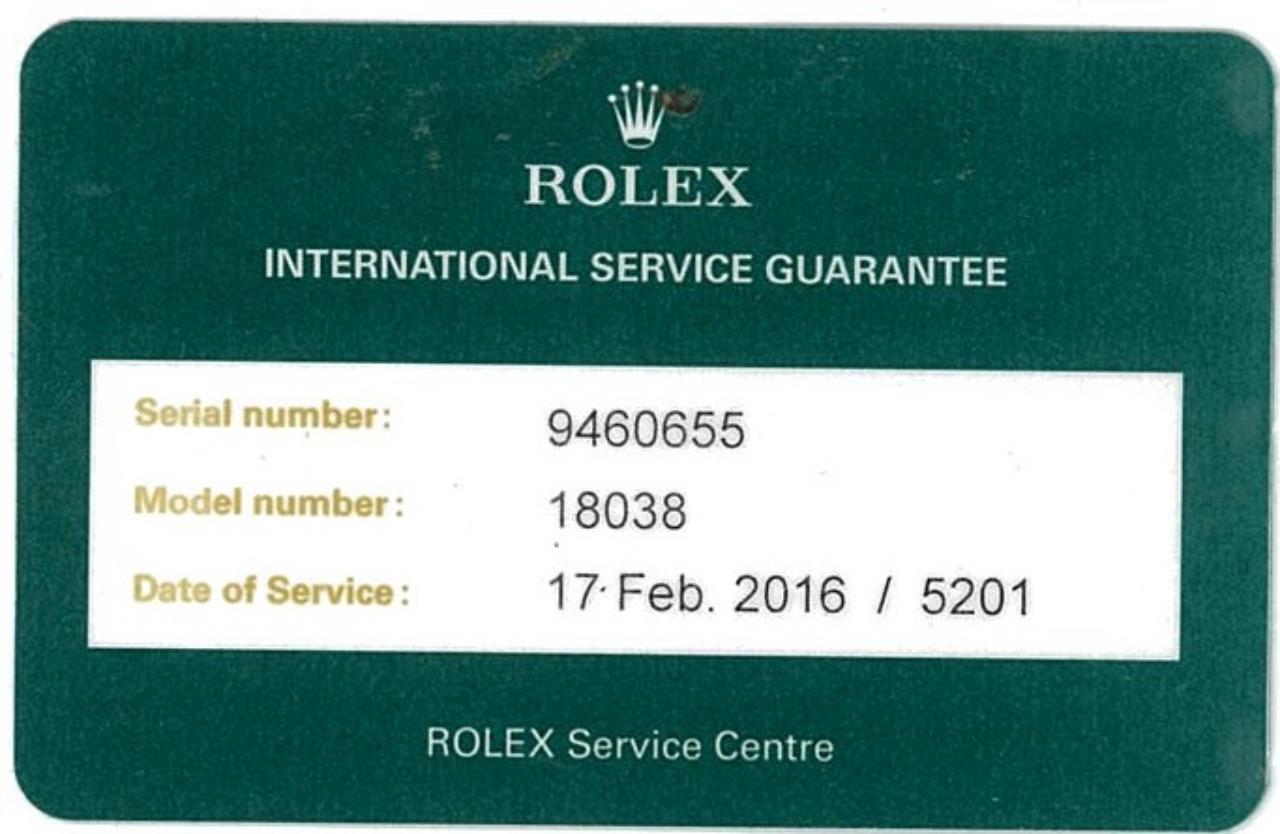 ROLEX
INTERNATIONAL SERVICE GUARANTEE
Serial number: 9460655
Model number: 18038
Date of Service: 17 Feb. 2016 / 5201
ROLEX Service Centre